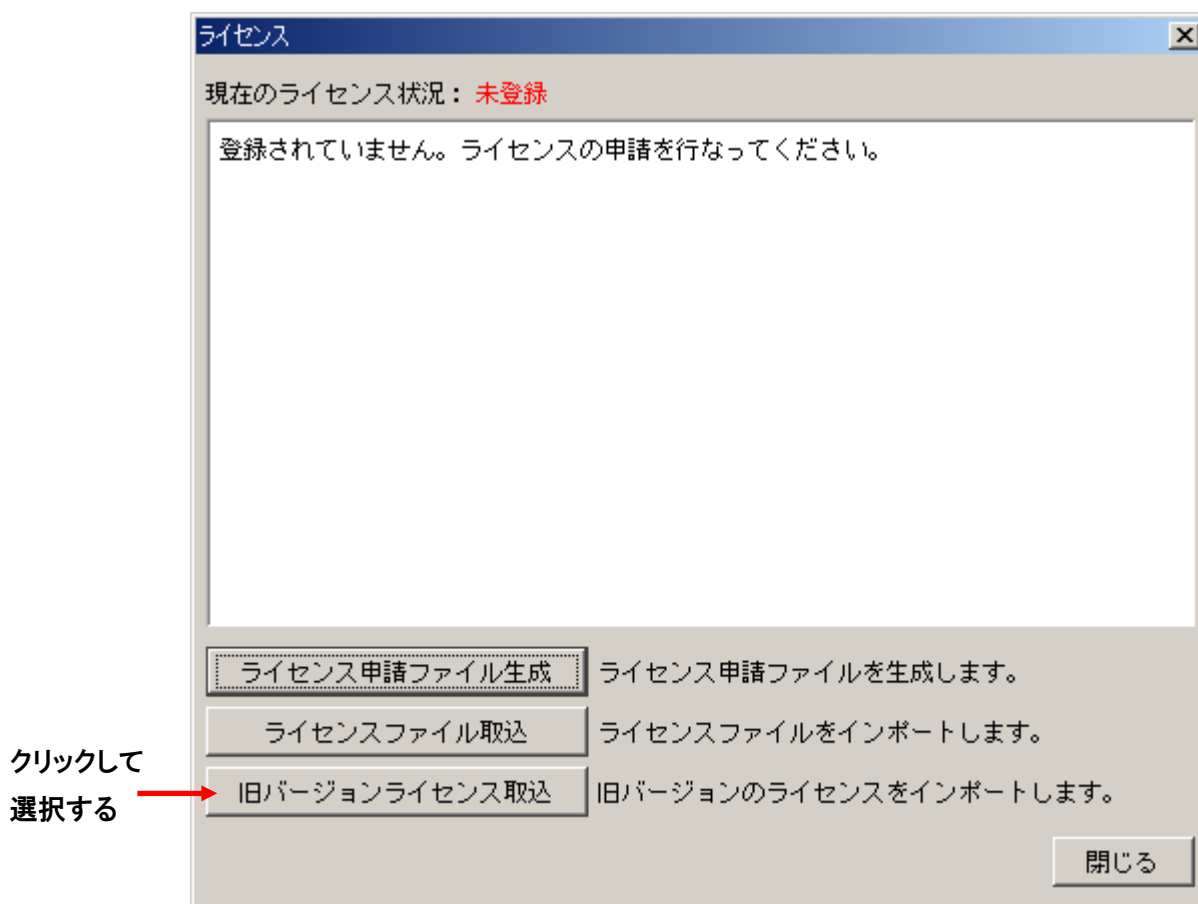 ライセンス
現在のライセンス状況： 未登録
登録されていません。ライセンスの申請を行なってください。
ライセンス申請ファイル生成 ライセンス申請ファイルを生成します。
ライセンスファイル取込 ライセンスファイルをインポートします。
クリックして
選択する
旧バージョンライセンス取込 旧バージョンのライセンスをインポートします。
閉じる